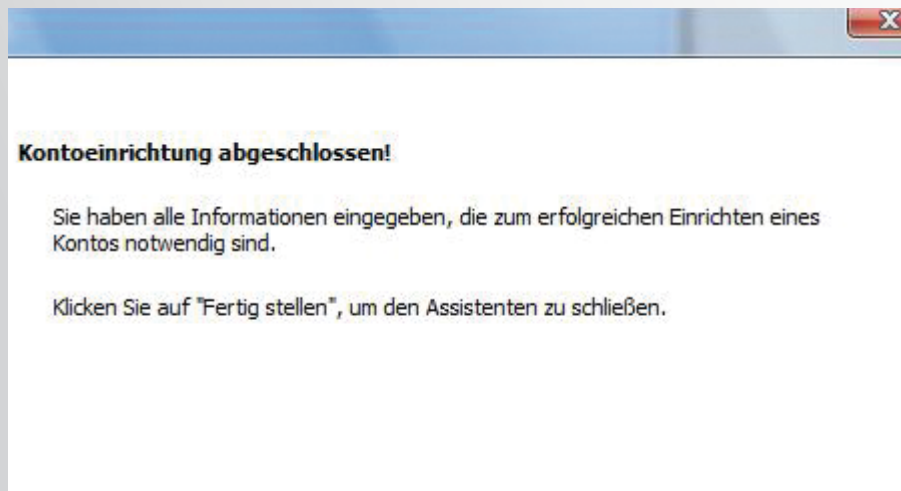 Kontoeinrichtung abgeschlossen!
Sie haben alle Informationen eingegeben, die zum erfolgreichen Einrichten eines
Kontos notwendig sind.
Klicken Sie auf "Fertig stellen", um den Assistenten zu schließen.